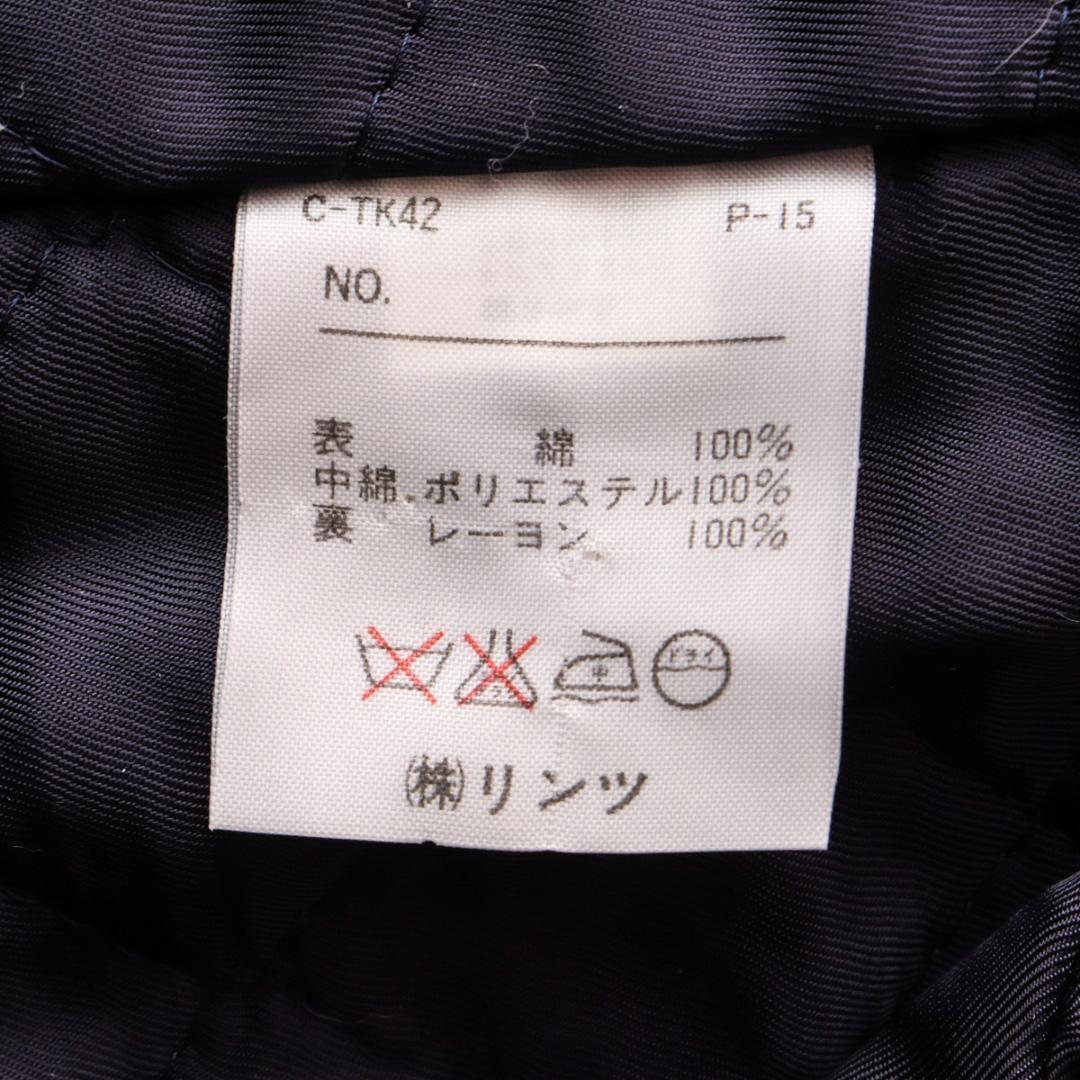 C-TK42 P-15
NO.
表 綿 100%
中綿 ポリエステル100%
裏 レーヨン 100%
中 ドライ
㈱リンツ